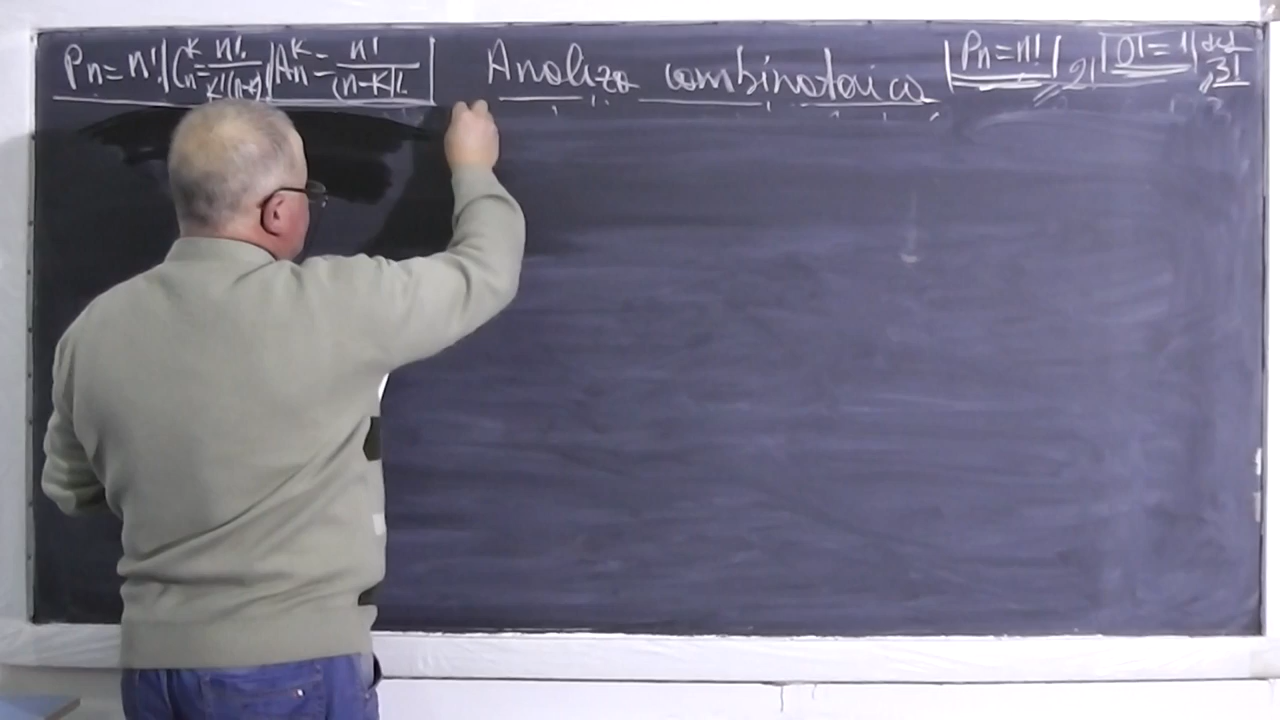 Pn = n! | C_n^k = n!/k!(n-k)! | A_n^k = n!/(n-k)! | Analiza combinatorica | Pn = n! |, 2! | 0! = 1 | , 3!